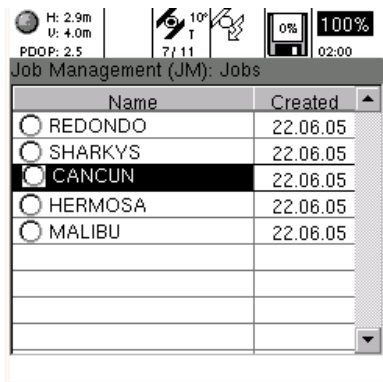 H: 2.9m
V: 4.0m
PDOP: 2.5
10°
T
7/11
0%
100%
02:00
Job Management (JM): Jobs
Name Created
REDONDO 22.06.05
SHARKYS 22.06.05
CANCUN 22.06.05
HERMOSA 22.06.05
MALIBU 22.06.05